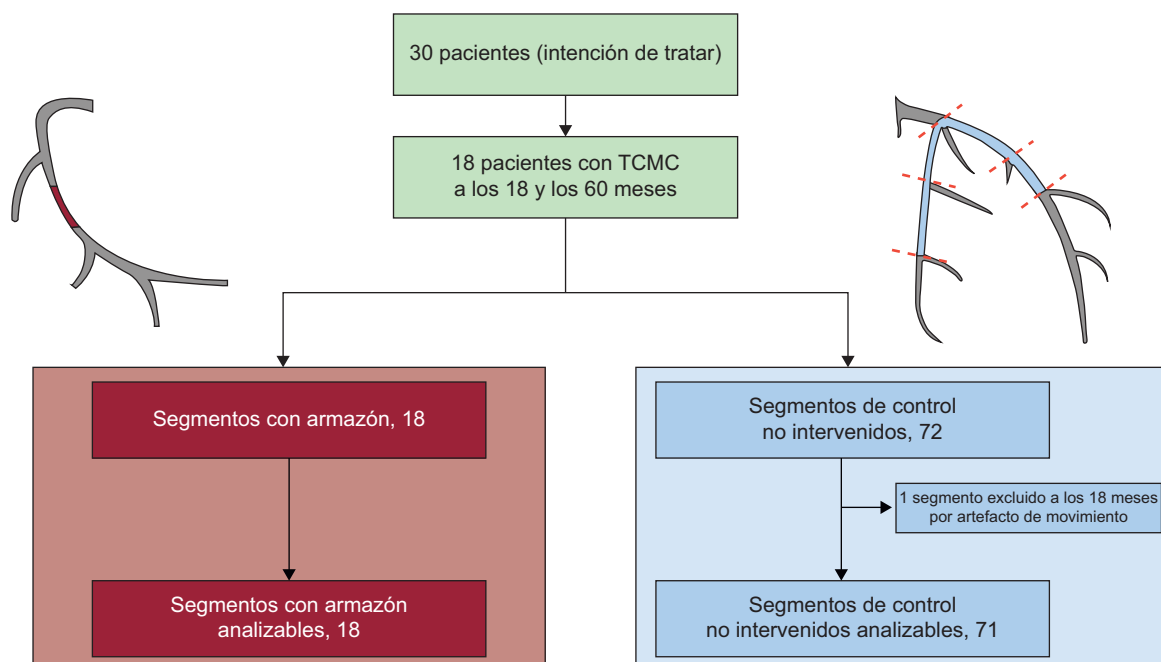 30 pacientes (intención de tratar)
18 pacientes con TCMC
a los 18 y los 60 meses
Segmentos con armazón, 18
Segmentos con armazón
analizables, 18
Segmentos de control
no intervenidos, 72
1 segmento excluido a los 18 meses
por artefacto de movimiento
Segmentos de control
no intervenidos analizables, 71